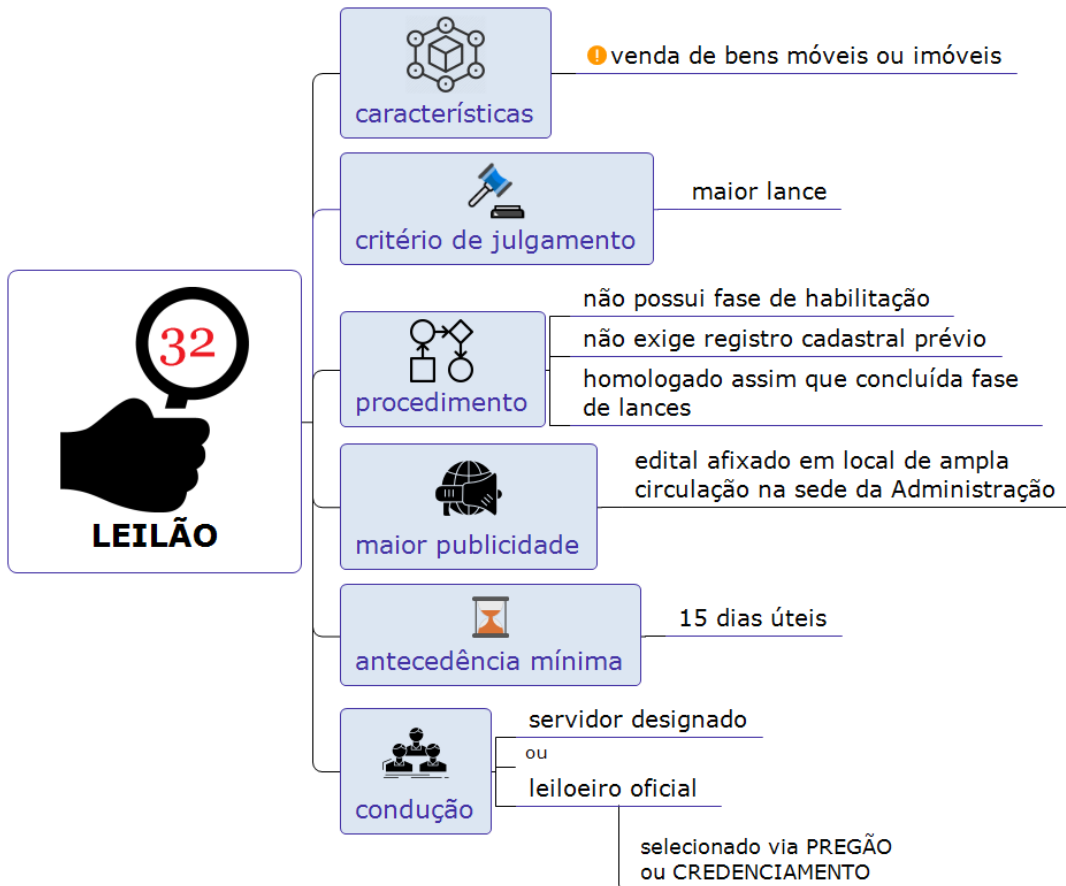 32
LEILÃO
características
venda de bens móveis ou imóveis
critério de julgamento
maior lance
procedimento
não possui fase de habilitação
não exige registro cadastral prévio
homologado assim que concluída fase
de lances
maior publicidade
edital afixado em local de ampla
circulação na sede da Administração
antecedência mínima
15 dias úteis
condução
servidor designado
ou
leiloeiro oficial
selecionado via PREGÃO
ou CREDENCIAMENTO